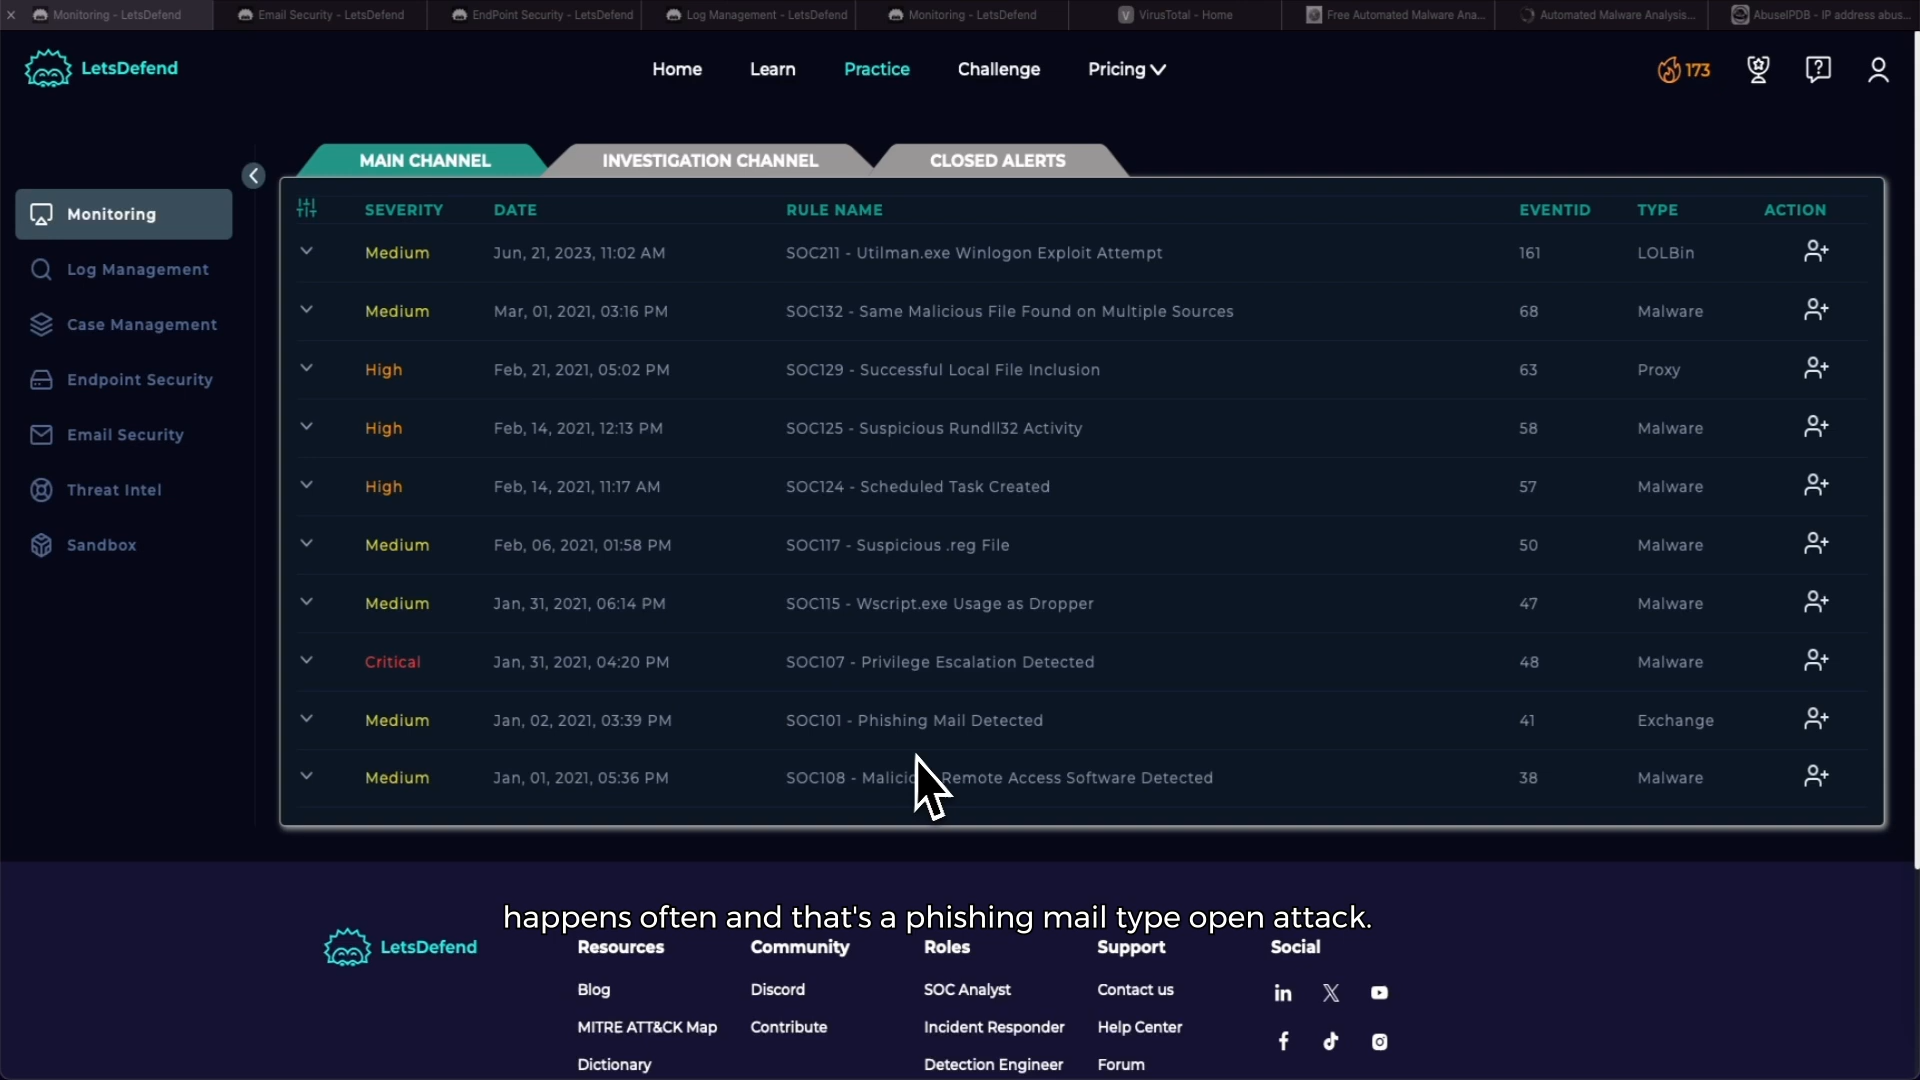 Monitoring - LetsDefend
Email Security - LetsDefend
EndPoint Security - LetsDefend
Log Management - LetsDefend
Monitoring - LetsDefend
VirusTotal - Home
Free Automated Malware Ana...
Automated Malware Analysis...
AbuseIPDB - IP address abus...
LetsDefend
Home
Learn
Practice
Challenge
Pricing
173
MAIN CHANNEL
INVESTIGATION CHANNEL
CLOSED ALERTS
Monitoring
Log Management
Case Management
Endpoint Security
Email Security
Threat Intel
Sandbox
SEVERITY DATE RULE NAME EVENTID TYPE ACTION
Medium Jun, 21, 2023, 11:02 AM SOC211 - Utilman.exe Winlogon Exploit Attempt 161 LOLBin
Medium Mar, 01, 2021, 03:16 PM SOC132 - Same Malicious File Found on Multiple Sources 68 Malware
High Feb, 21, 2021, 05:02 PM SOC129 - Successful Local File Inclusion 63 Proxy
High Feb, 14, 2021, 12:13 PM SOC125 - Suspicious Rundll32 Activity 58 Malware
High Feb, 14, 2021, 11:17 AM SOC124 - Scheduled Task Created 57 Malware
Medium Feb, 06, 2021, 01:58 PM SOC117 - Suspicious .reg File 50 Malware
Medium Jan, 31, 2021, 06:14 PM SOC115 - Wscript.exe Usage as Dropper 47 Malware
Critical Jan, 31, 2021, 04:20 PM SOC107 - Privilege Escalation Detected 48 Malware
Medium Jan, 02, 2021, 03:39 PM SOC101 - Phishing Mail Detected 41 Exchange
Medium Jan, 01, 2021, 05:36 PM SOC108 - Remote Access Software Detected 38 Malware
happens often and that's a phishing mail type open attack.
LetsDefend
Resources
Blog
MITRE ATT&CK Map
Dictionary
Community
Discord
Contribute
Roles
SOC Analyst
Incident Responder
Detection Engineer
Support
Contact us
Help Center
Forum
Social